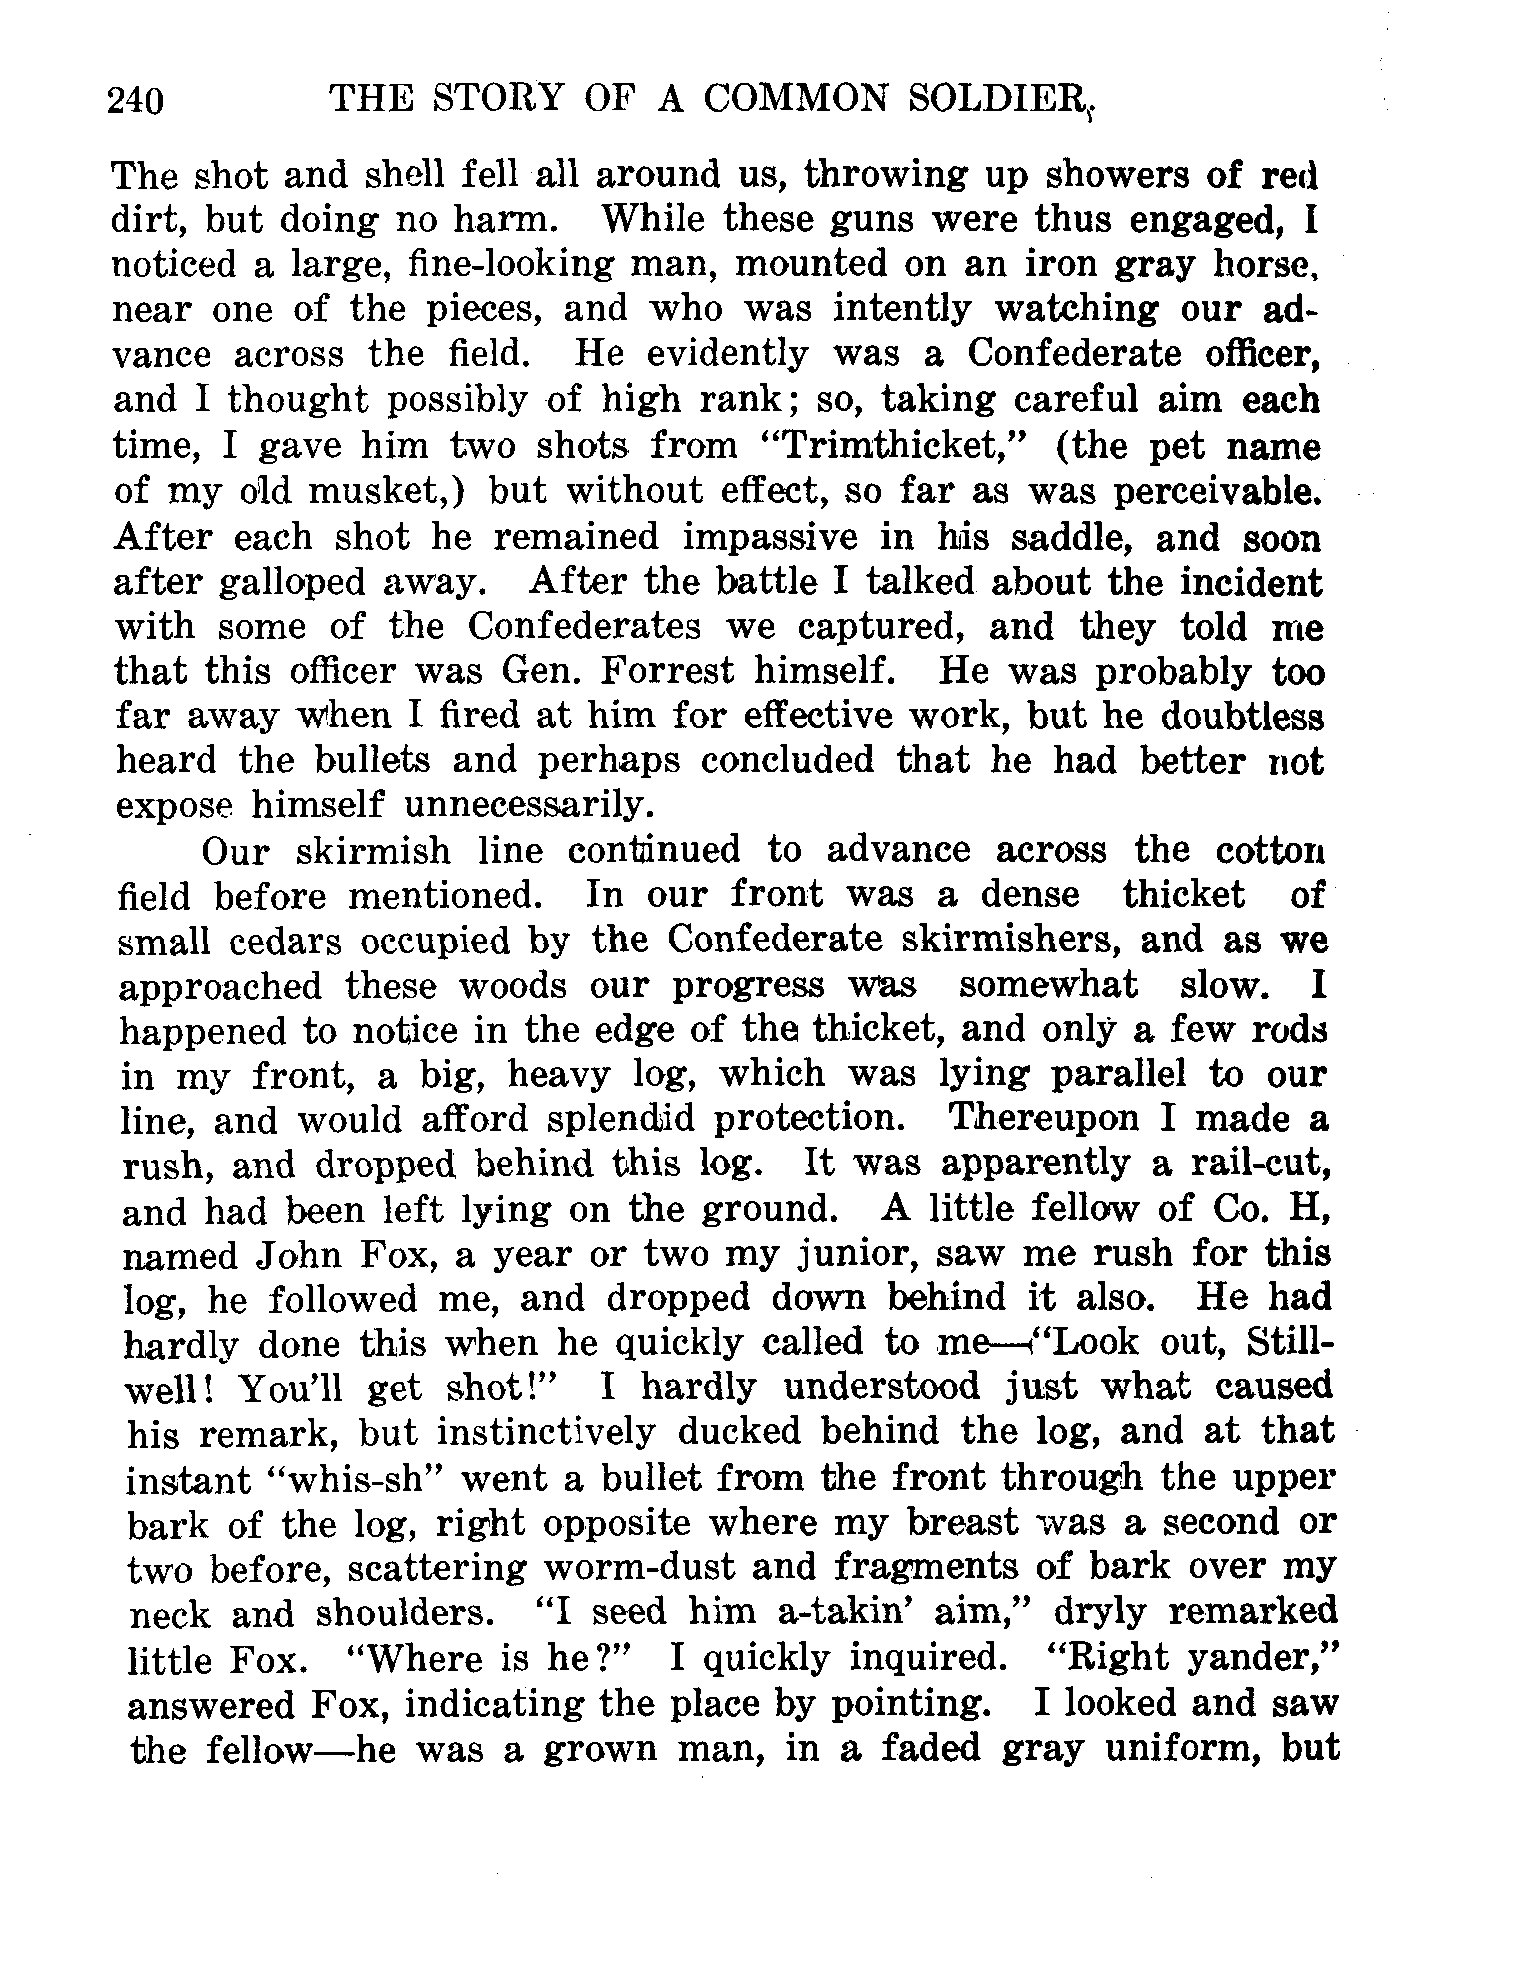 240 THE STORY OF A COMMON SOLDIER,
The shot and shell fell all around us, throwing up showers of red
dirt, but doing no harm. While these guns were thus engaged, I
noticed a large, fine-looking man, mounted on an iron gray horse,
near one of the pieces, and who was intently watching our ad-
vance across the field. He evidently was a Confederate officer,
and I thought possibly of high rank; so, taking careful aim each
time, I gave him two shots from “Trimthicket,” (the pet name
of my old musket,) but without effect, so far as was perceivable.
After each shot he remained impassive in his saddle, and soon
after galloped away. After the battle I talked about the incident
with some of the Confederates we captured, and they told me
that this officer was Gen. Forrest himself. He was probably too
far away when I fired at him for effective work, but he doubtless
heard the bullets and perhaps concluded that he had better not
expose himself unnecessarily.
Our skirmish line continued to advance across the cotton
field before mentioned. In our front was a dense thicket of
small cedars occupied by the Confederate skirmishers, and as we
approached these woods our progress was somewhat slow. I
happened to notice in the edge of the thicket, and only a few rods
in my front, a big, heavy log, which was lying parallel to our
line, and would afford splendid protection. Thereupon I made a
rush, and dropped behind this log. It was apparently a rail-cut,
and had been left lying on the ground. A little fellow of Co. H,
named John Fox, a year or two my junior, saw me rush for this
log, he followed me, and dropped down behind it also. He had
hardly done this when he quickly called to me—“Look out, Still-
well! You’ll get shot!” I hardly understood just what caused
his remark, but instinctively ducked behind the log, and at that
instant “whis-sh” went a bullet from the front through the upper
bark of the log, right opposite where my breast was a second or
two before, scattering worm-dust and fragments of bark over my
neck and shoulders. “I seed him a-takin’ aim,” dryly remarked
little Fox. “Where is he?” I quickly inquired. “Right yander,”
answered Fox, indicating the place by pointing. I looked and saw
the fellow—he was a grown man, in a faded gray uniform, but